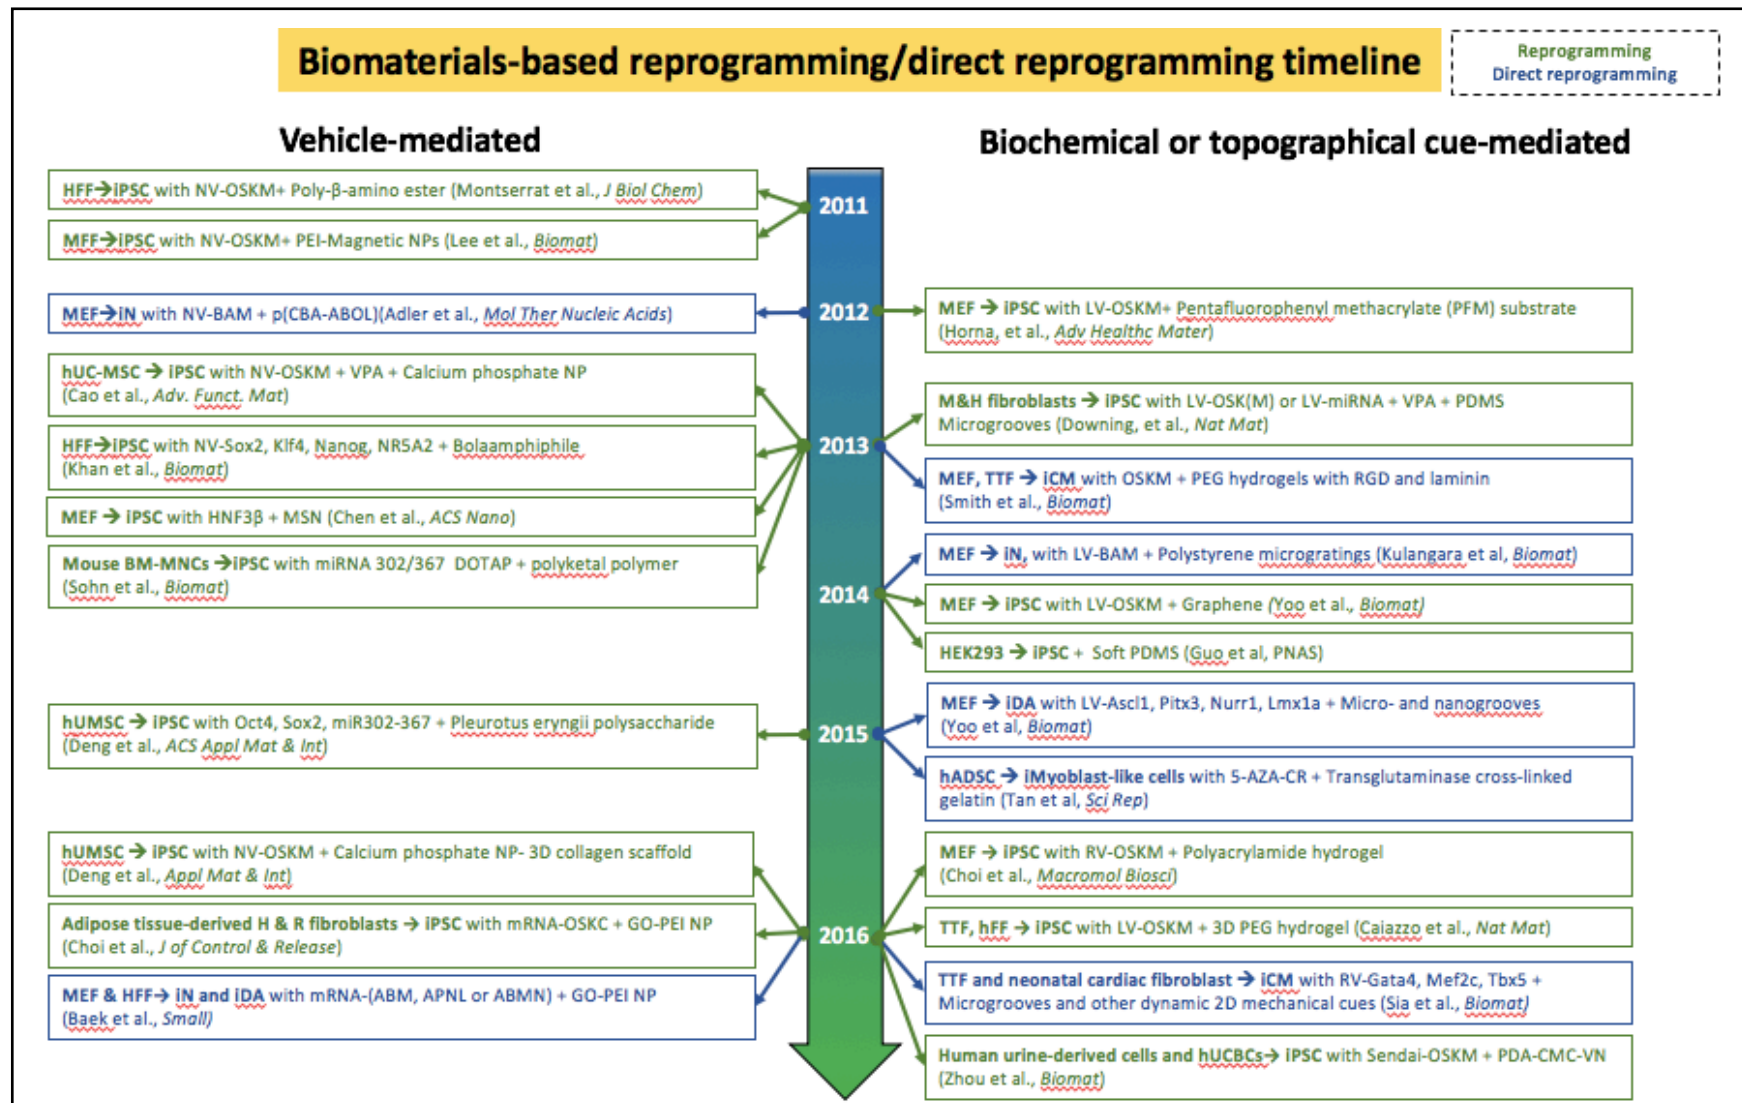 Biomaterials-based reprogramming/direct reprogramming timeline
Reprogramming
Direct reprogramming
Vehicle-mediated
HFF→iPSC with NV-OSKM+ Poly-β-amino ester (Montserrat et al., J Biol Chem)
MFF→iPSC with NV-OSKM+ PEI-Magnetic NPs (Lee et al., Biomat)
MEF→iN with NV-BAM + p(CBA-ABOL)(Adler et al., Mol Ther Nucleic Acids)
hUC-MSC → iPSC with NV-OSKM + VPA + Calcium phosphate NP
(Cao et al., Adv. Funct. Mat)
HFF→iPSC with NV-Sox2, Klf4, Nanog, NR5A2 + Bolaamphiphile
(Khan et al., Biomat)
MEF → iPSC with HNF3β + MSN (Chen et al., ACS Nano)
Mouse BM-MNCs →iPSC with miRNA 302/367 DOTAP + polyketal polymer
(Sohn et al., Biomat)
hUMSC → iPSC with Oct4, Sox2, miR302-367 + Pleurotus eryngii polysaccharide
(Deng et al., ACS Appl Mat & Int)
hUMSC → iPSC with NV-OSKM + Calcium phosphate NP- 3D collagen scaffold
(Deng et al., Appl Mat & Int)
Adipose tissue-derived H & R fibroblasts → iPSC with mRNA-OSKC + GO-PEI NP
(Choi et al., J of Control & Release)
MEF & HFF→ iN and iDA with mRNA-(ABM, APNL or ABMN) + GO-PEI NP
(Baek et al., Small)
2011
2012
2013
2014
2015
2016
Biochemical or topographical cue-mediated
MEF → iPSC with LV-OSKM+ Pentafluorophenyl methacrylate (PFM) substrate
(Horna, et al., Adv Healthc Mater)
M&H fibroblasts → iPSC with LV-OSK(M) or LV-miRNA + VPA + PDMS
Microgrooves (Downing, et al., Nat Mat)
MEF, TTF → iCM with OSKM + PEG hydrogels with RGD and laminin
(Smith et al., Biomat)
MEF → iN, with LV-BAM + Polystyrene microgratings (Kulangara et al, Biomat)
MEF → iPSC with LV-OSKM + Graphene (Yoo et al., Biomat)
HEK293 → iPSC + Soft PDMS (Guo et al, PNAS)
MEF → iDA with LV-Ascl1, Pitx3, Nurr1, Lmx1a + Micro- and nanogrooves
(Yoo et al, Biomat)
hADSC → iMyoblast-like cells with 5-AZA-CR + Transglutaminase cross-linked
gelatin (Tan et al, Sci Rep)
MEF → iPSC with RV-OSKM + Polyacrylamide hydrogel
(Choi et al., Macromol Biosci)
TTF, hFF → iPSC with LV-OSKM + 3D PEG hydrogel (Caiazzo et al., Nat Mat)
TTF and neonatal cardiac fibroblast → iCM with RV-Gata4, Mef2c, Tbx5 +
Microgrooves and other dynamic 2D mechanical cues (Sia et al., Biomat)
Human urine-derived cells and hUCBCs→ iPSC with Sendai-OSKM + PDA-CMC-VN
(Zhou et al., Biomat)